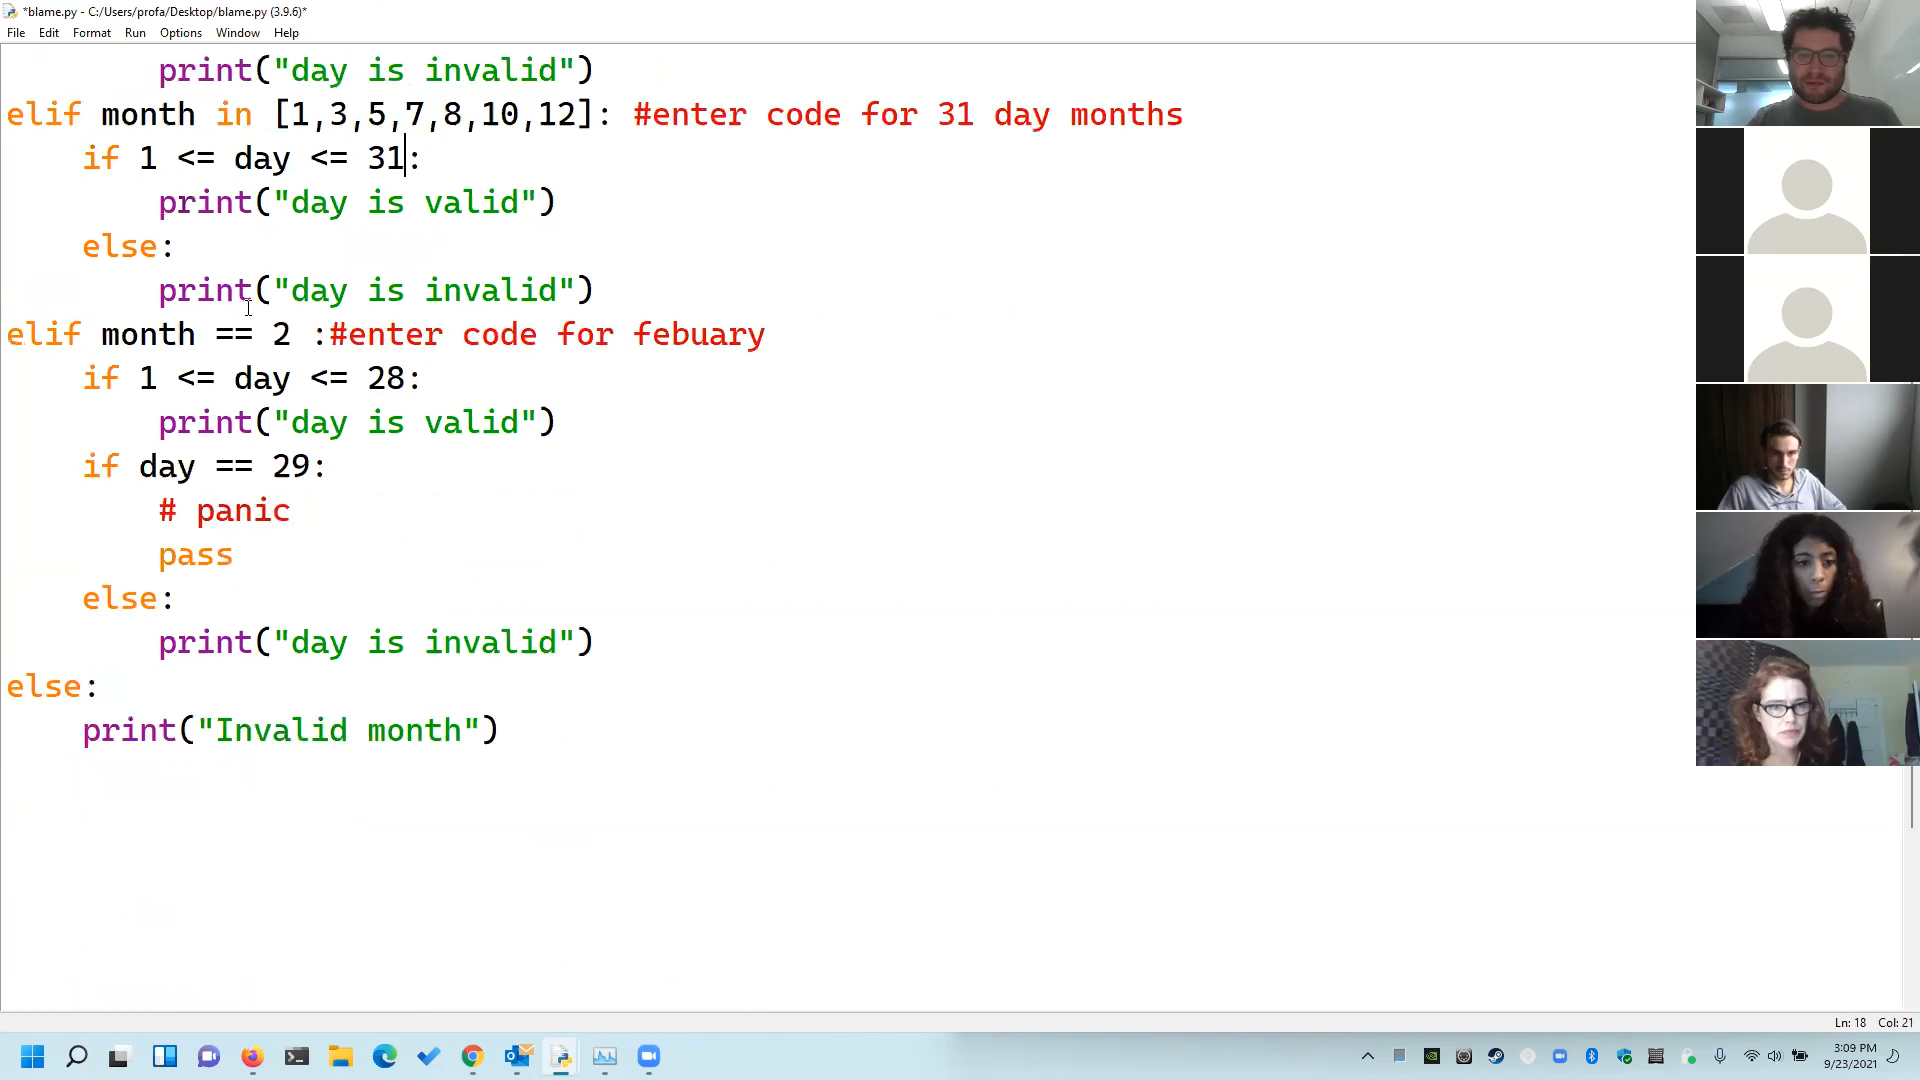 *blame.py - C:/Users/profa/Desktop/blame.py (3.9.6)*
File Edit Format Run Options Window Help
print("day is invalid")
elif month in [1,3,5,7,8,10,12]: #enter code for 31 day months
if 1 <= day <= 31:
print("day is valid")
else:
print("day is invalid")
elif month == 2 :#enter code for febuary
if 1 <= day <= 28:
print("day is valid")
if day == 29:
# panic
pass
else:
print("day is invalid")
else:
print("Invalid month")
Ln: 18 Col: 21
3:09 PM
9/23/2021